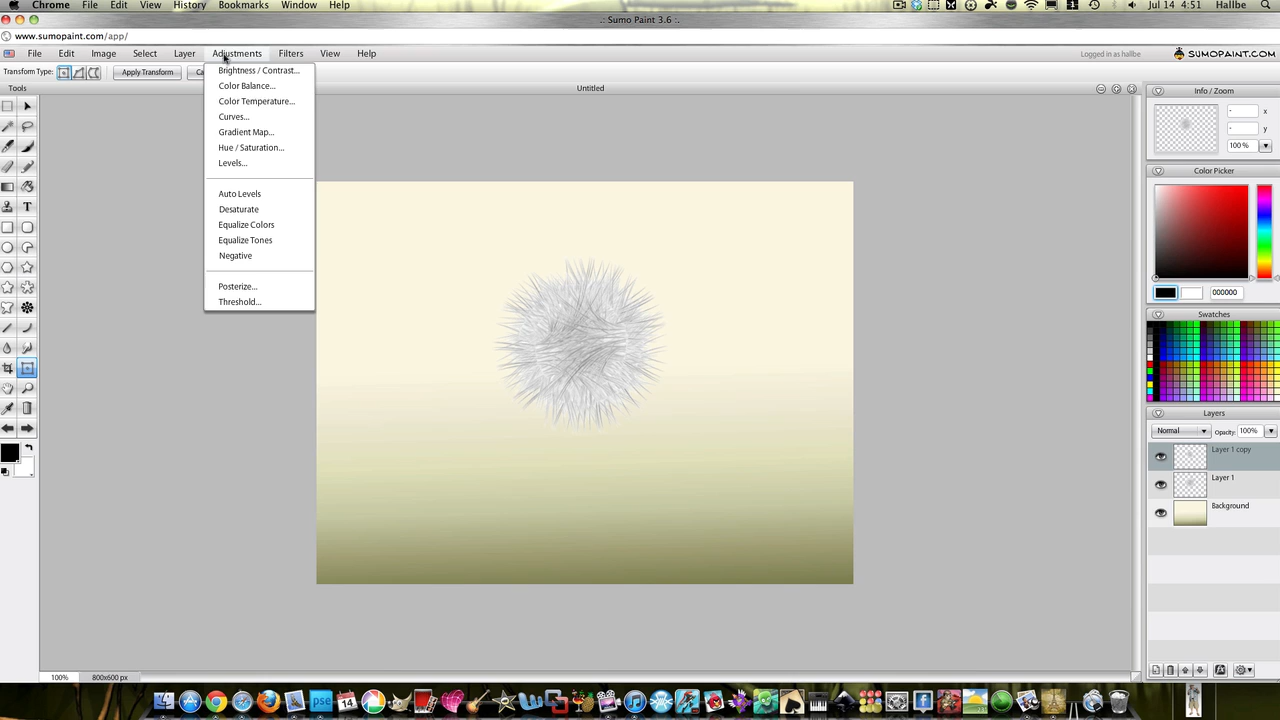 Chrome File Edit View History Bookmarks Window Help Jul 14 4:51 Hallbe
.: Sumo Paint 3.6 :.
www.sumopaint.com/app/
File Edit Image Select Layer Adjustments Filters View Help Logged in as hallbe SUMOPAINT.COM
Transform Type: Apply Transform Ca
Tools Untitled Info / Zoom
Brightness / Contrast...
Color Balance...
Color Temperature...
Curves...
Gradient Map...
Hue / Saturation...
Levels...
Auto Levels
Desaturate
Equalize Colors
Equalize Tones
Negative
Posterize...
Threshold...
- x
- y
100 %
Color Picker
000000
Swatches
Layers
Normal Opacity: 100%
Layer 1 copy
Layer 1
Background
100% 800x600 px